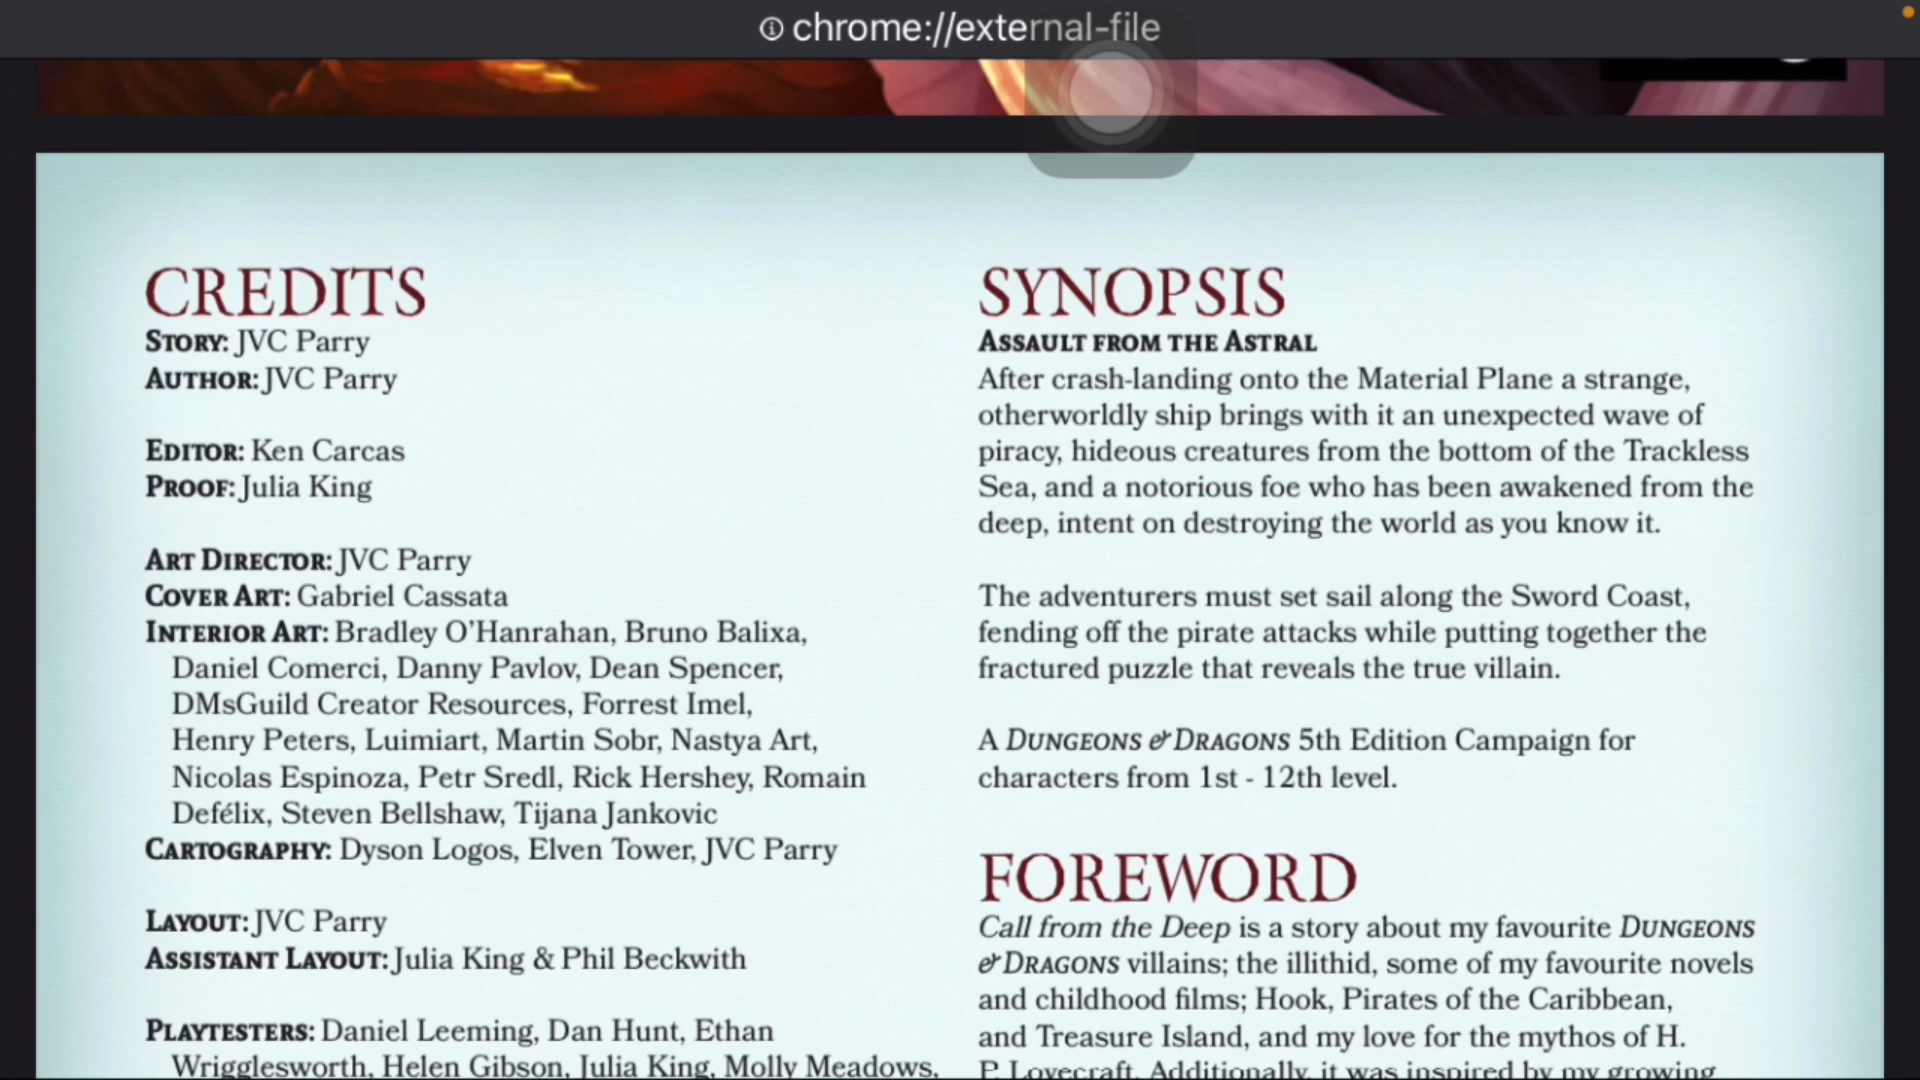 chrome://external-file
CREDITS
STORY: JVC Parry
AUTHOR: JVC Parry
EDITOR: Ken Carcas
PROOF: Julia King
ART DIRECTOR: JVC Parry
COVER ART: Gabriel Cassata
INTERIOR ART: Bradley O’Hanrahan, Bruno Balixa,
Daniel Comerci, Danny Pavlov, Dean Spencer,
DMsGuild Creator Resources, Forrest Imel,
Henry Peters, Luimiart, Martin Sobr, Nastya Art,
Nicolas Espinoza, Petr Sredl, Rick Hershey, Romain
Defélix, Steven Bellshaw, Tijana Jankovic
CARTOGRAPHY: Dyson Logos, Elven Tower, JVC Parry
LAYOUT: JVC Parry
ASSISTANT LAYOUT: Julia King & Phil Beckwith
PLAYTESTERS: Daniel Leeming, Dan Hunt, Ethan
Wrigglesworth, Helen Gibson, Julia King, Molly Meadows,
SYNOPSIS
ASSAULT FROM THE ASTRAL
After crash-landing onto the Material Plane a strange,
otherworldly ship brings with it an unexpected wave of
piracy, hideous creatures from the bottom of the Trackless
Sea, and a notorious foe who has been awakened from the
deep, intent on destroying the world as you know it.
The adventurers must set sail along the Sword Coast,
fending off the pirate attacks while putting together the
fractured puzzle that reveals the true villain.
A DUNGEONS & DRAGONS 5th Edition Campaign for
characters from 1st - 12th level.
FOREWORD
Call from the Deep is a story about my favourite DUNGEONS
& DRAGONS villains; the illithid, some of my favourite novels
and childhood films; Hook, Pirates of the Caribbean,
and Treasure Island, and my love for the mythos of H.
P. Lovecraft. Additionally, it was inspired by my growing